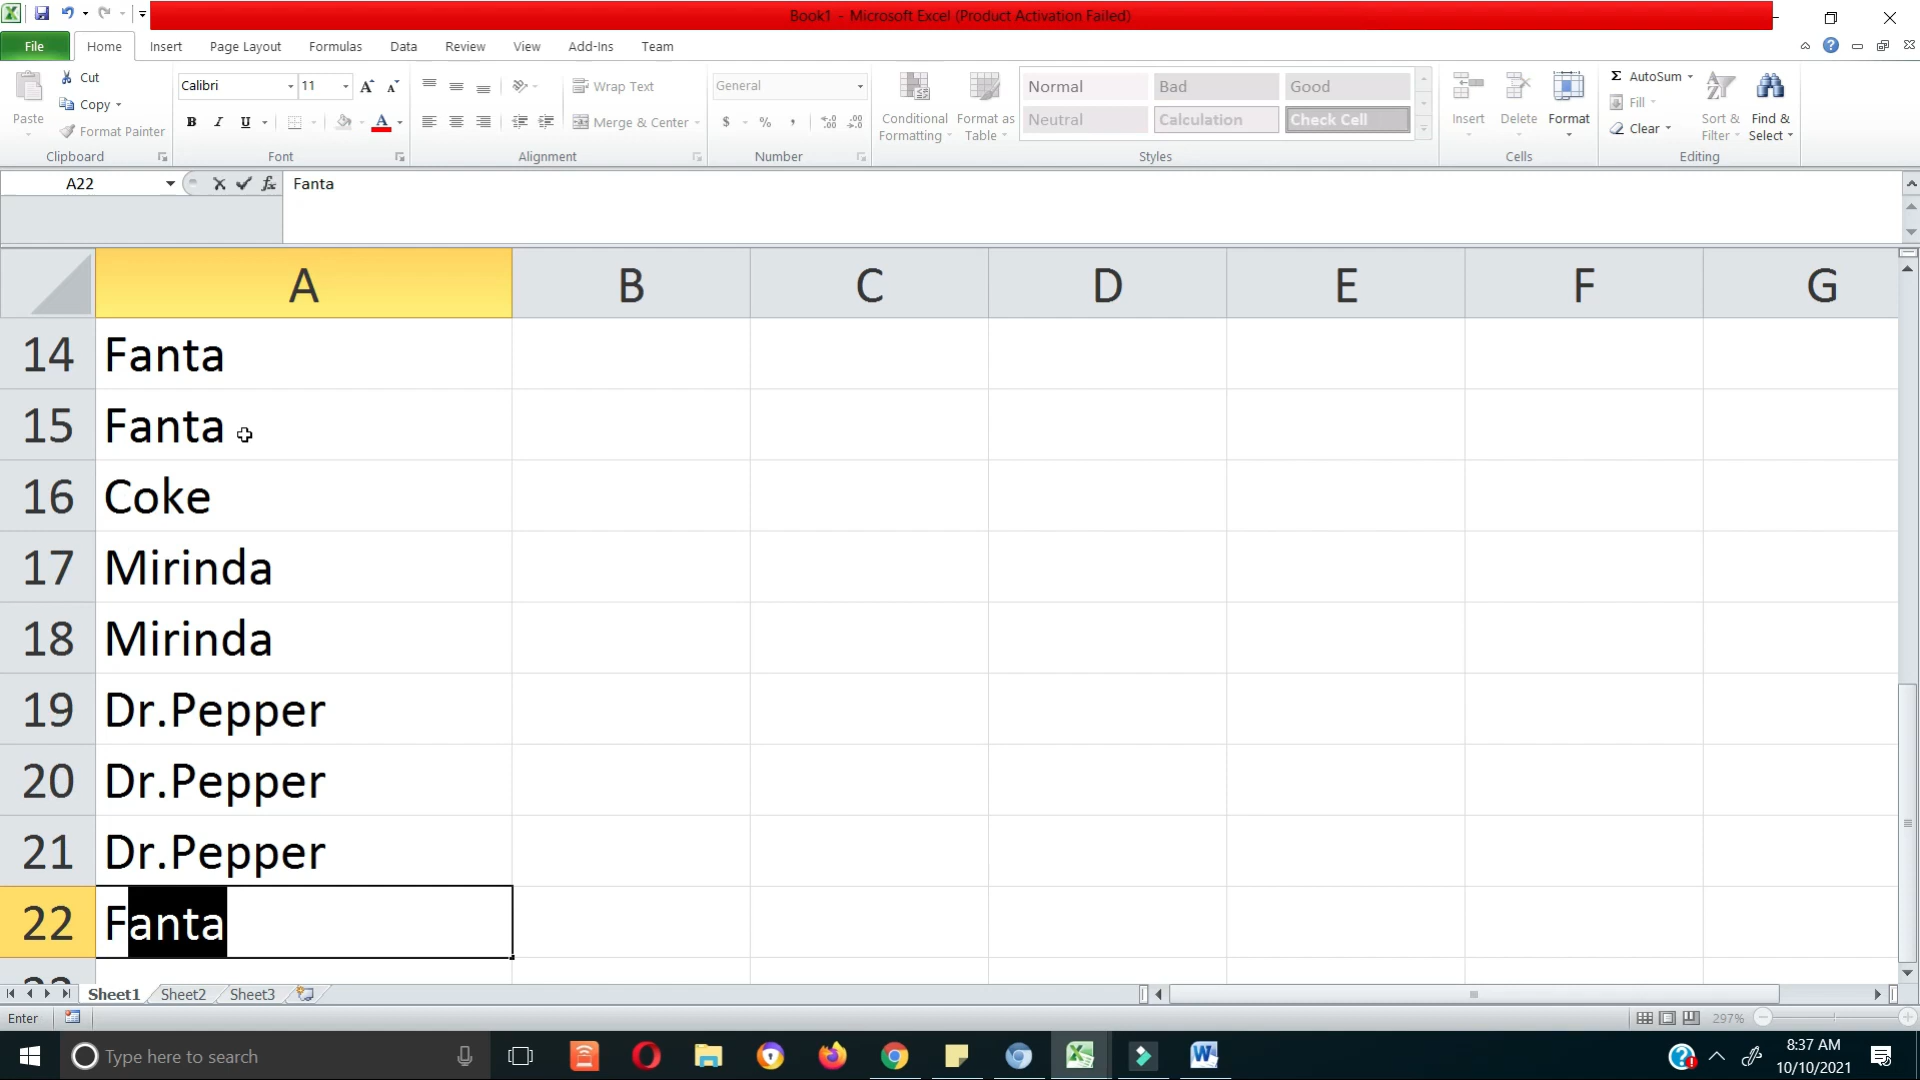 Book1 - Microsoft Excel (Product Activation Failed)
File Home Insert Page Layout Formulas Data Review View Add-Ins Team
Paste
Cut
Copy
Format Painter
Clipboard
Calibri 11
B I U
Font
Wrap Text
Merge & Center
Alignment
General
$ % ,
Number
Conditional Formatting
Format as Table
Normal Bad Good
Neutral Calculation Check Cell
Styles
Insert Delete Format
Cells
AutoSum
Fill
Clear
Sort & Filter
Find & Select
Editing
A22 fx Fanta
A B C D E F G
14 Fanta
15 Fanta
16 Coke
17 Mirinda
18 Mirinda
19 Dr.Pepper
20 Dr.Pepper
21 Dr.Pepper
22 Fanta
Sheet1 Sheet2 Sheet3
Enter 297%
Type here to search
8:37 AM
10/10/2021